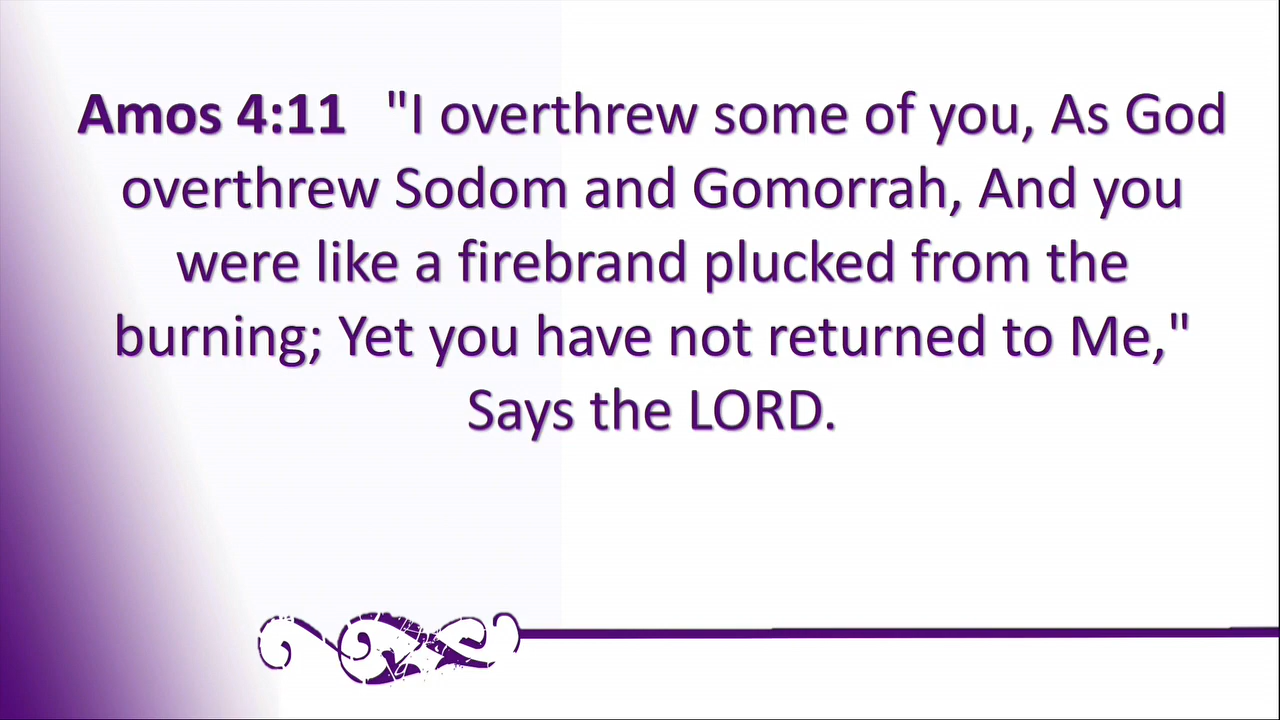 Amos 4:11 "I overthrew some of you, As God
overthrew Sodom and Gomorrah, And you
were like a firebrand plucked from the
burning; Yet you have not returned to Me,"
Says the LORD.